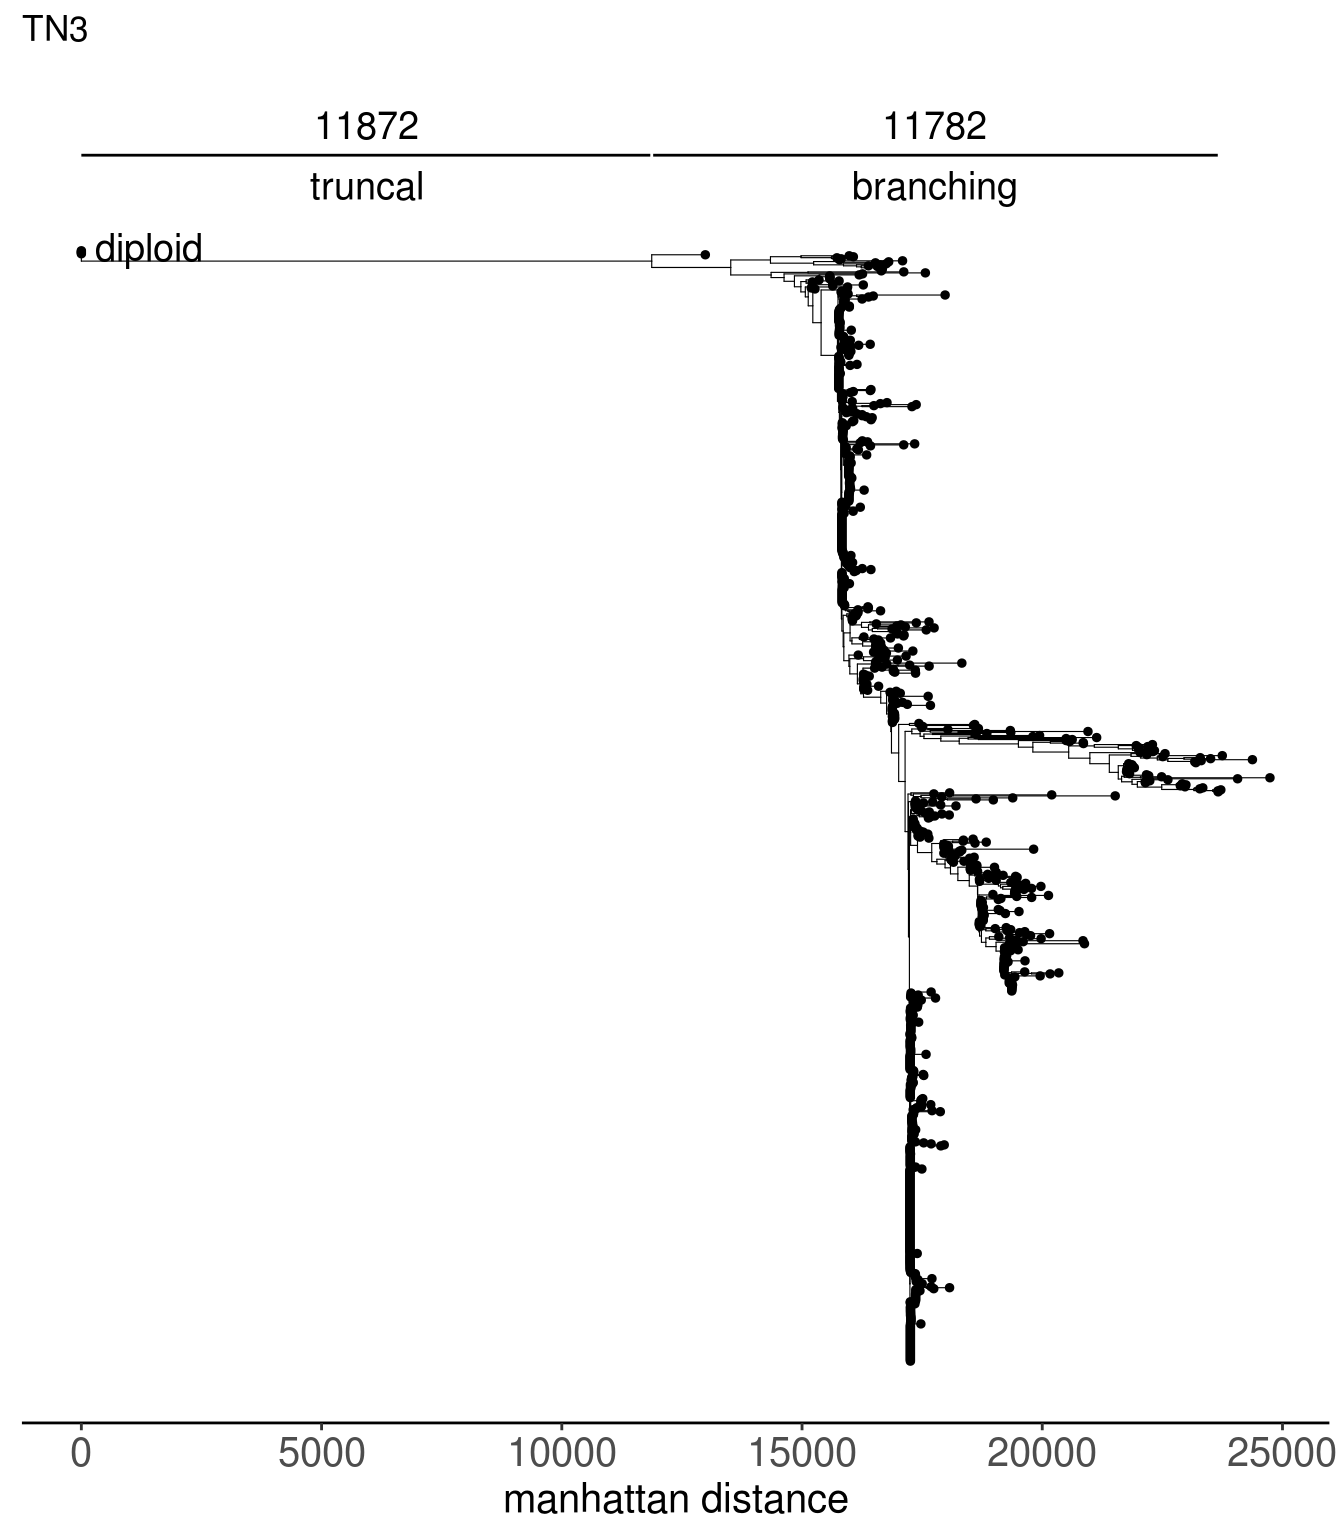 TN3
11872 11782
truncal branching
diploid
0 5000 10000 15000 20000 25000
manhattan distance